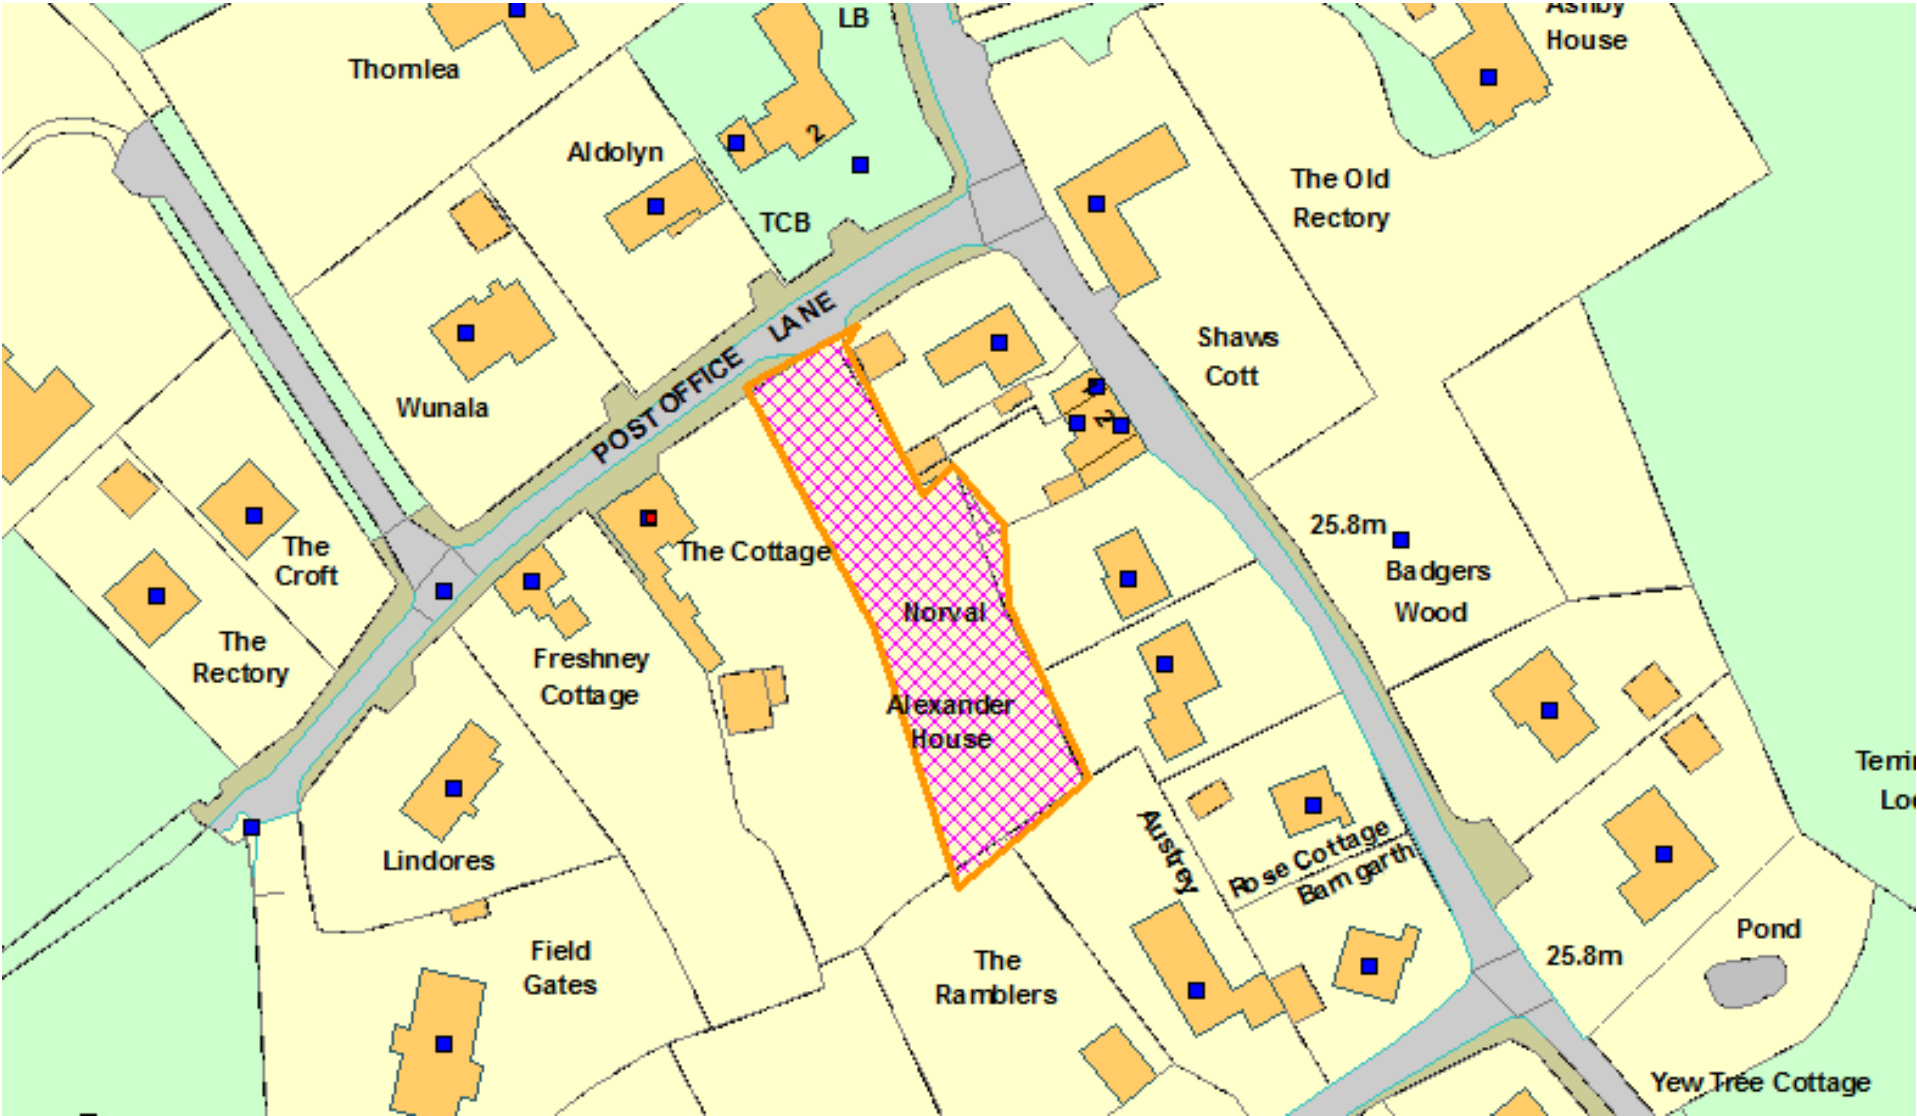 LB
Ashby
House
Thornlea
Aldolyn
2
The Old
Rectory
TCB
POST OFFICE LANE
Shaws
Cott
Wunala
2
25.8m
The
Croft
The Cottage
Badgers
Wood
Norval
The
Rectory
Freshney
Cottage
Alexander
House
Austrey
Rose Cottage
Barngarth
Lindores
Field
Gates
The
Ramblers
Pond
25.8m
Yew Tree Cottage